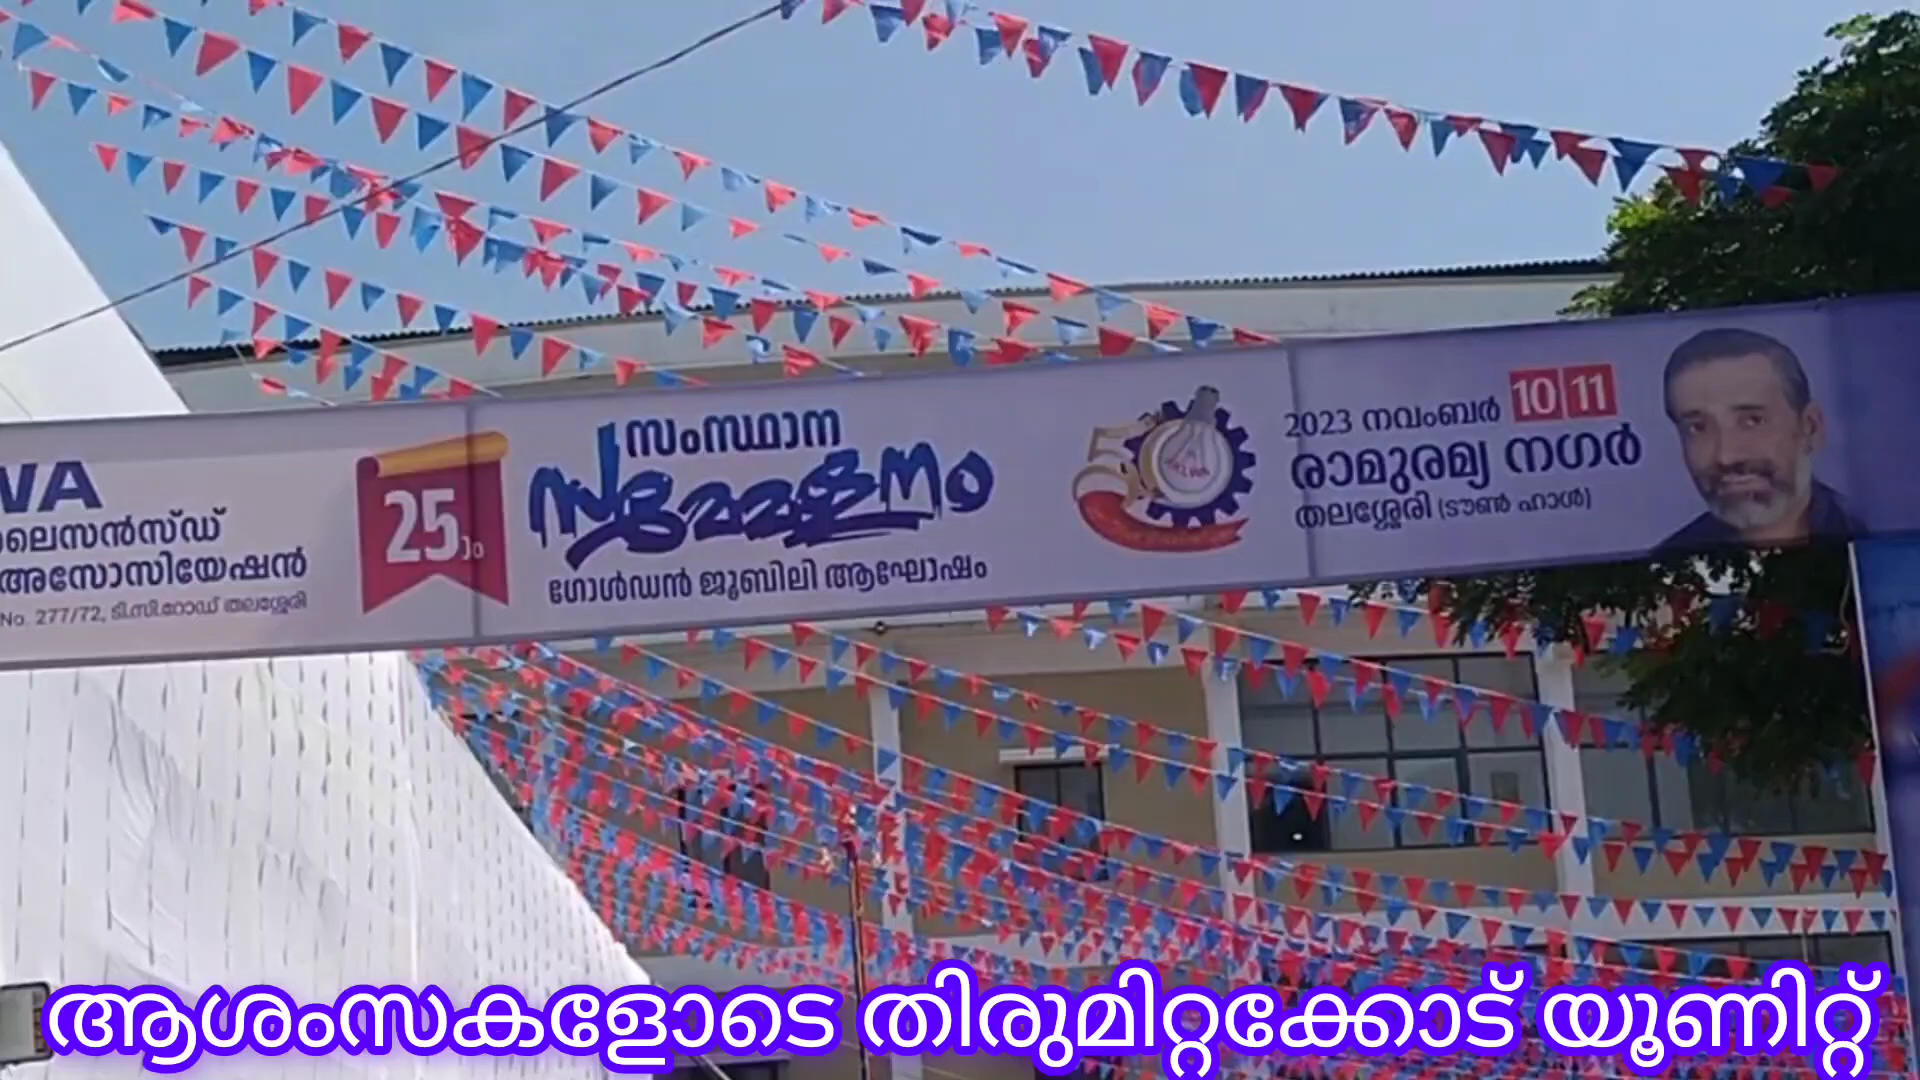 WA
ലൈസൻസ്ഡ്
അസോസിയേഷൻ
No. 277/72, ടി.സി.റോഡ് തലശ്ശേരി
25ാം
സംസ്ഥാന
സമ്മേളനം
ഗോൾഡൻ ജൂബിലി ആഘോഷം
50
2023 നവംബർ 10 11
രാമുരമ്യ നഗർ
തലശ്ശേരി (ടൗൺ ഹാൾ)
ആശംസകളോടെ തിരുമിറ്റക്കോട് യൂണിറ്റ്